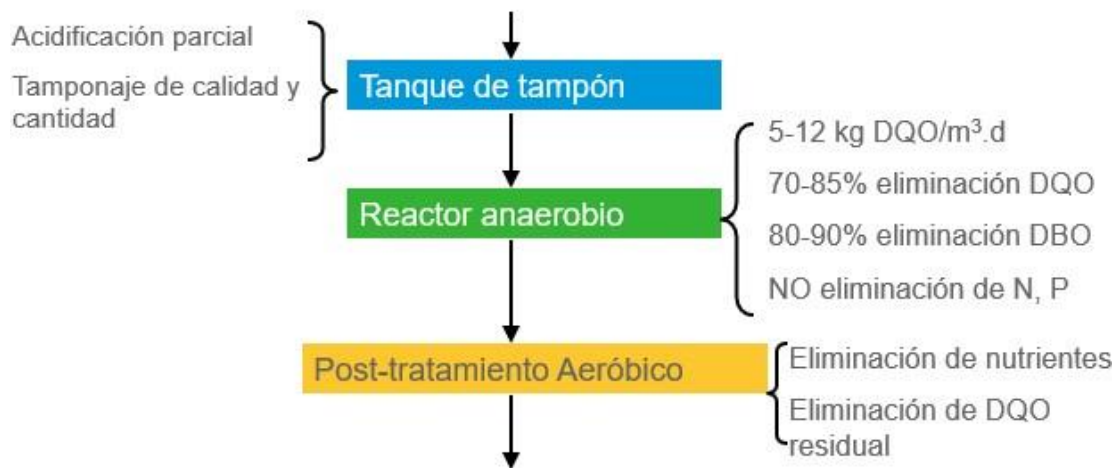 Acidificación parcial
Tamponaje de calidad y
cantidad
Tanque de tampón
5-12 kg DQO/m³.d
70-85% eliminación DQO
Reactor anaerobio
80-90% eliminación DBO
NO eliminación de N, P
Post-tratamiento Aeróbico
Eliminación de nutrientes
Eliminación de DQO
residual